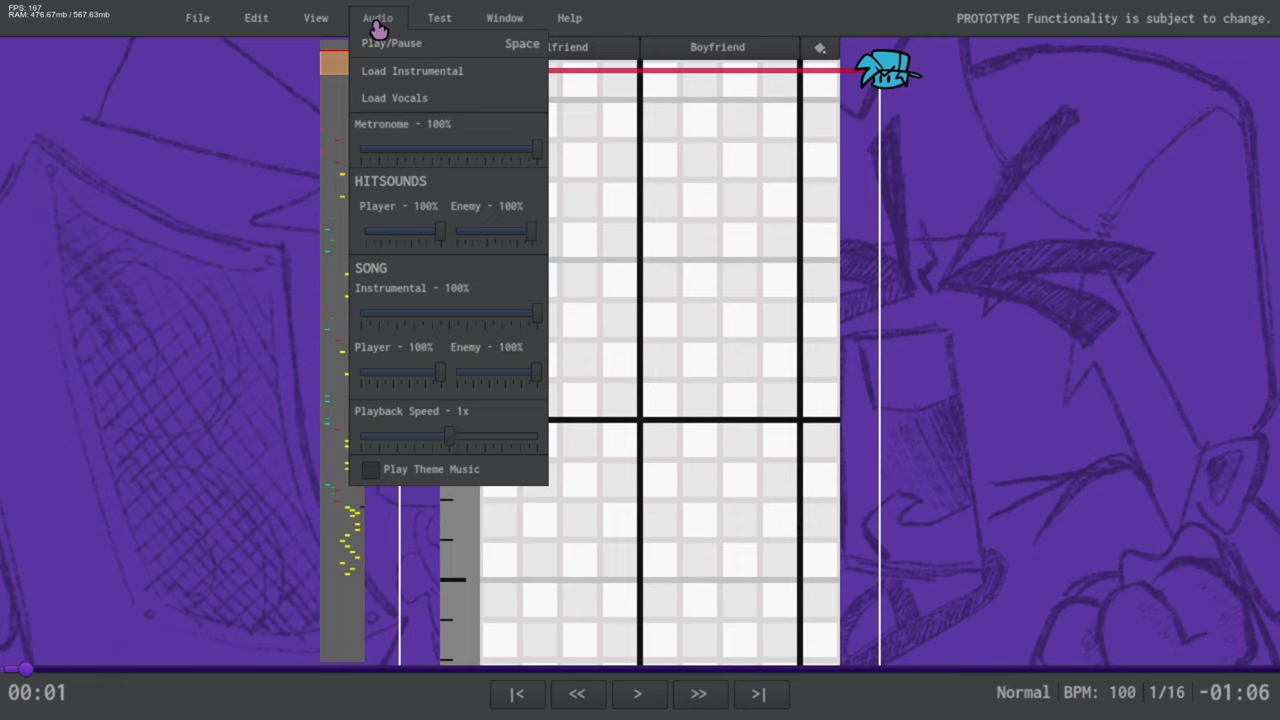 FPS: 167
RAM: 476.67mb / 567.63mb
File Edit View Audio Test Window Help PROTOTYPE Functionality is subject to change.
Play/Pause Space
lfriend Boyfriend
Load Instrumental
Load Vocals
Metronome - 100%
HITSOUNDS
Player - 100% Enemy - 100%
SONG
Instrumental - 100%
Player - 100% Enemy - 100%
Playback Speed - 1x
Play Theme Music
00:01 |< << > >> >| Normal BPM: 100 1/16 -01:06